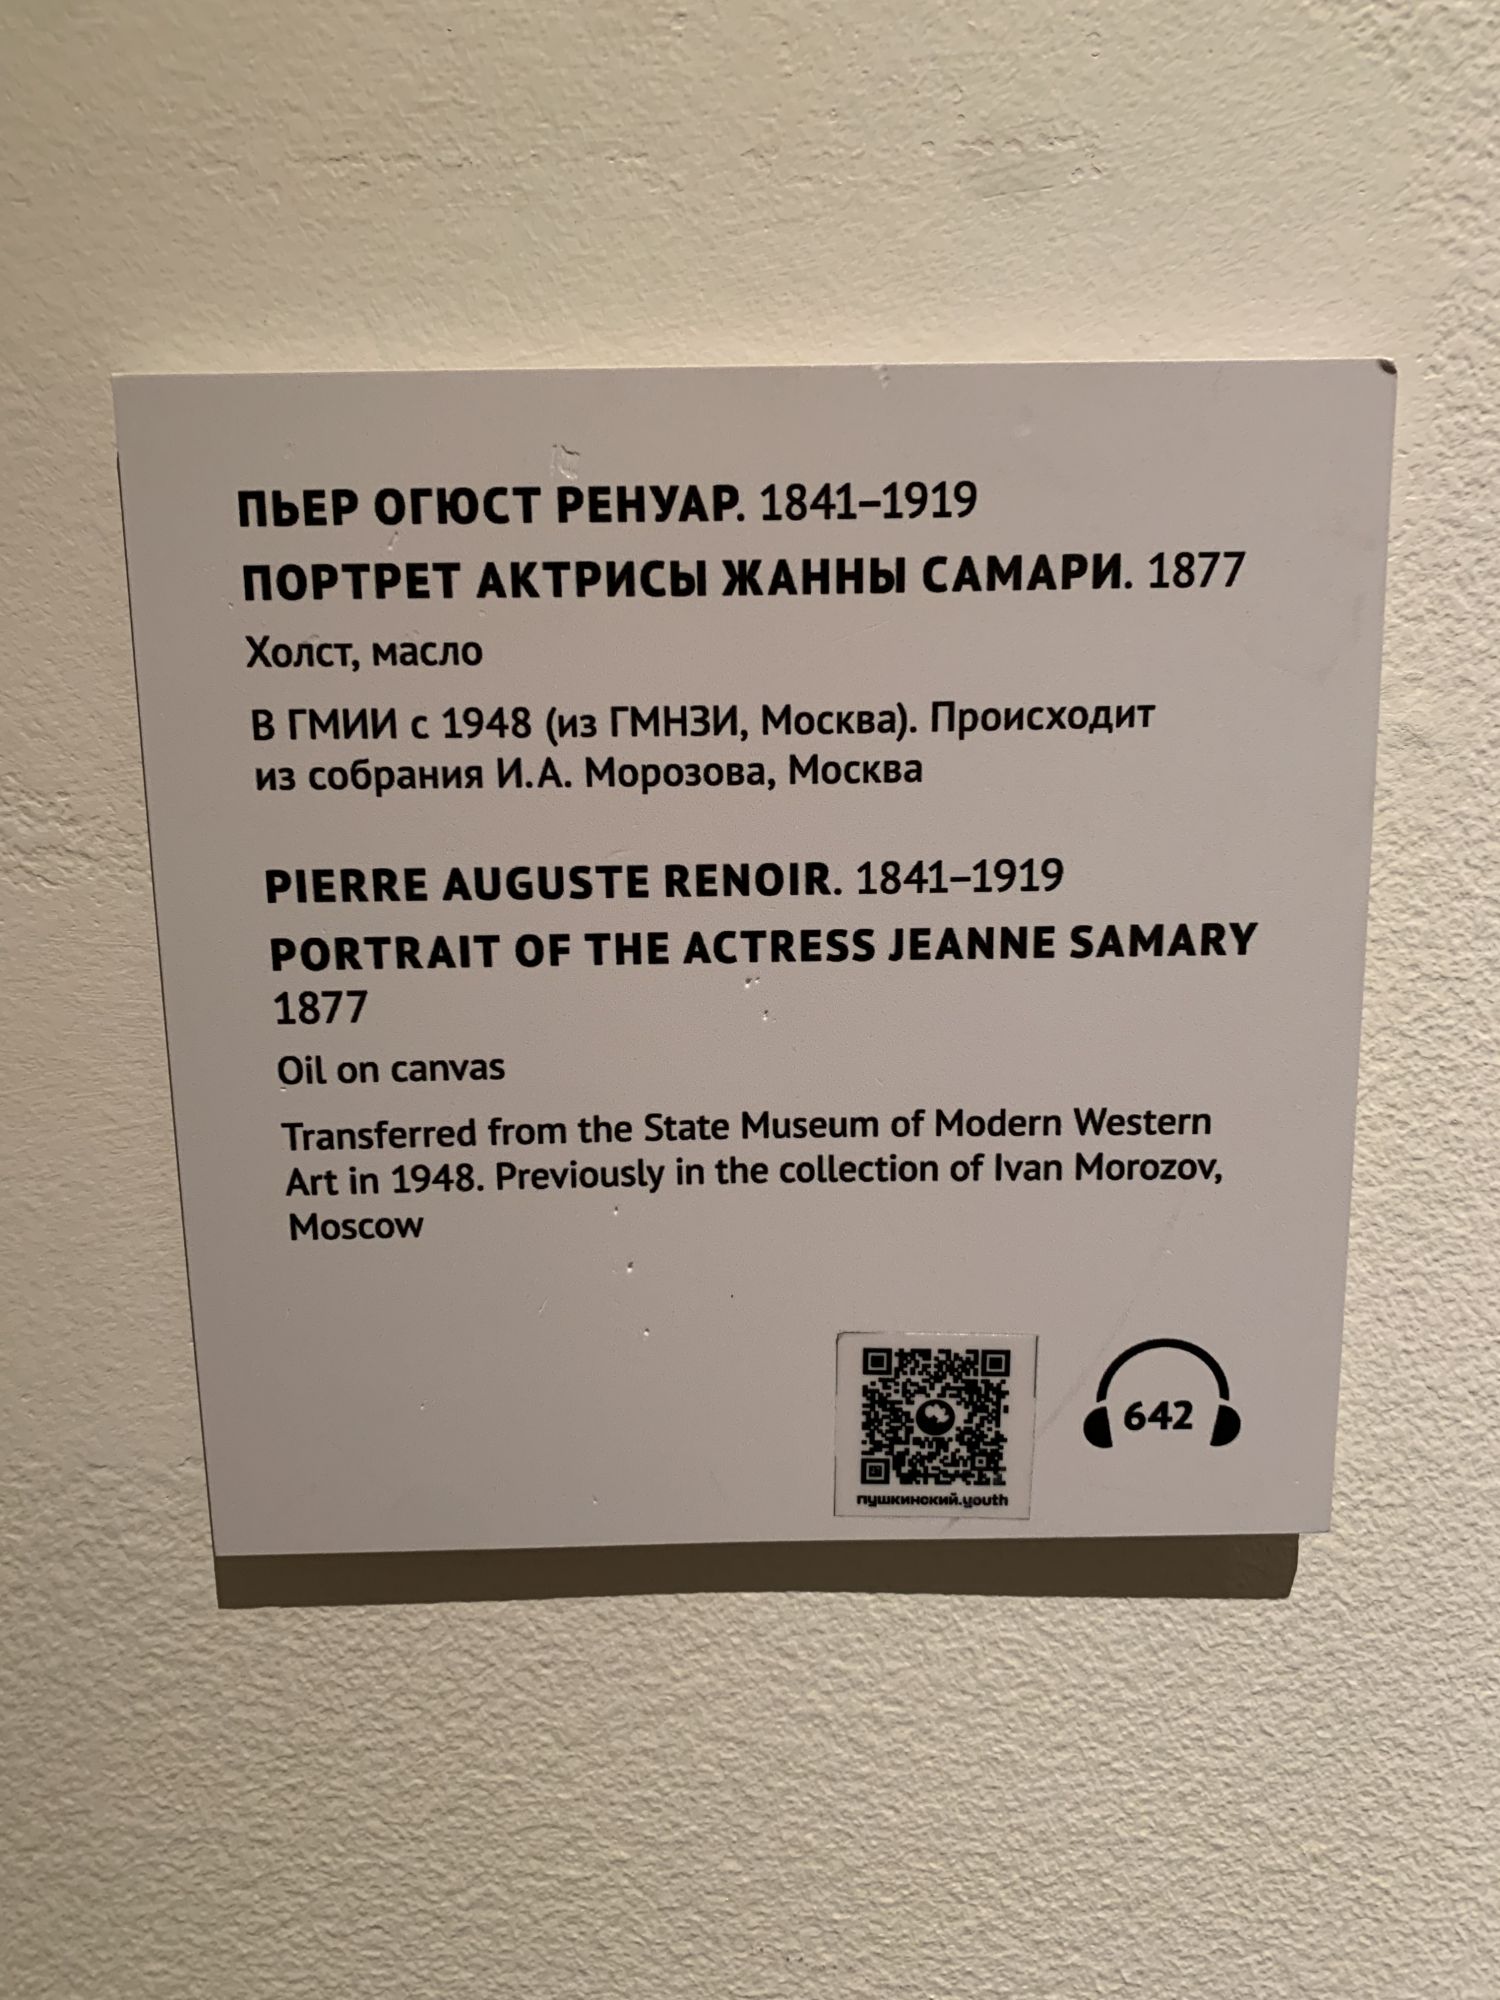 ПЬЕР ОГЮСТ РЕНУАР. 1841–1919
ПОРТРЕТ АКТРИСЫ ЖАННЫ САМАРИ. 1877
Холст, масло
В ГМИИ с 1948 (из ГМНЗИ, Москва). Происходит
из собрания И.А. Морозова, Москва
PIERRE AUGUSTE RENOIR. 1841–1919
PORTRAIT OF THE ACTRESS JEANNE SAMARY
1877
Oil on canvas
Transferred from the State Museum of Modern Western
Art in 1948. Previously in the collection of Ivan Morozov,
Moscow
642
пушкинский.youth